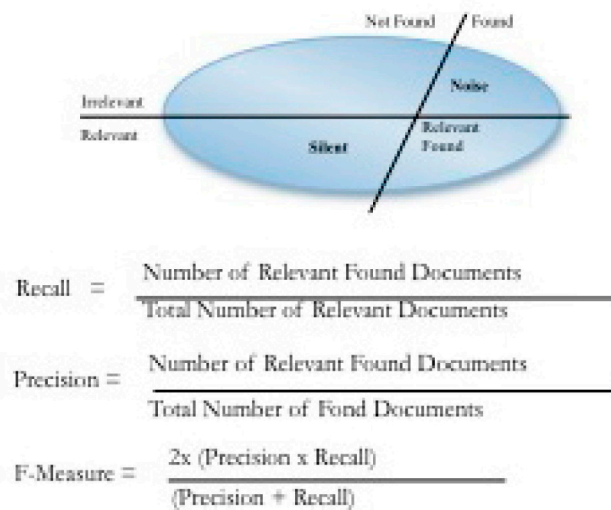 Not Found
Found
Noise
Irrelevant
Relevant
Silent
Relevant
Found
Recall =
Number of Relevant Found Documents
Total Number of Relevant Documents
Precision =
Number of Relevant Found Documents
Total Number of Fond Documents
F-Measure =
2x (Precision x Recall)
(Precision + Recall)